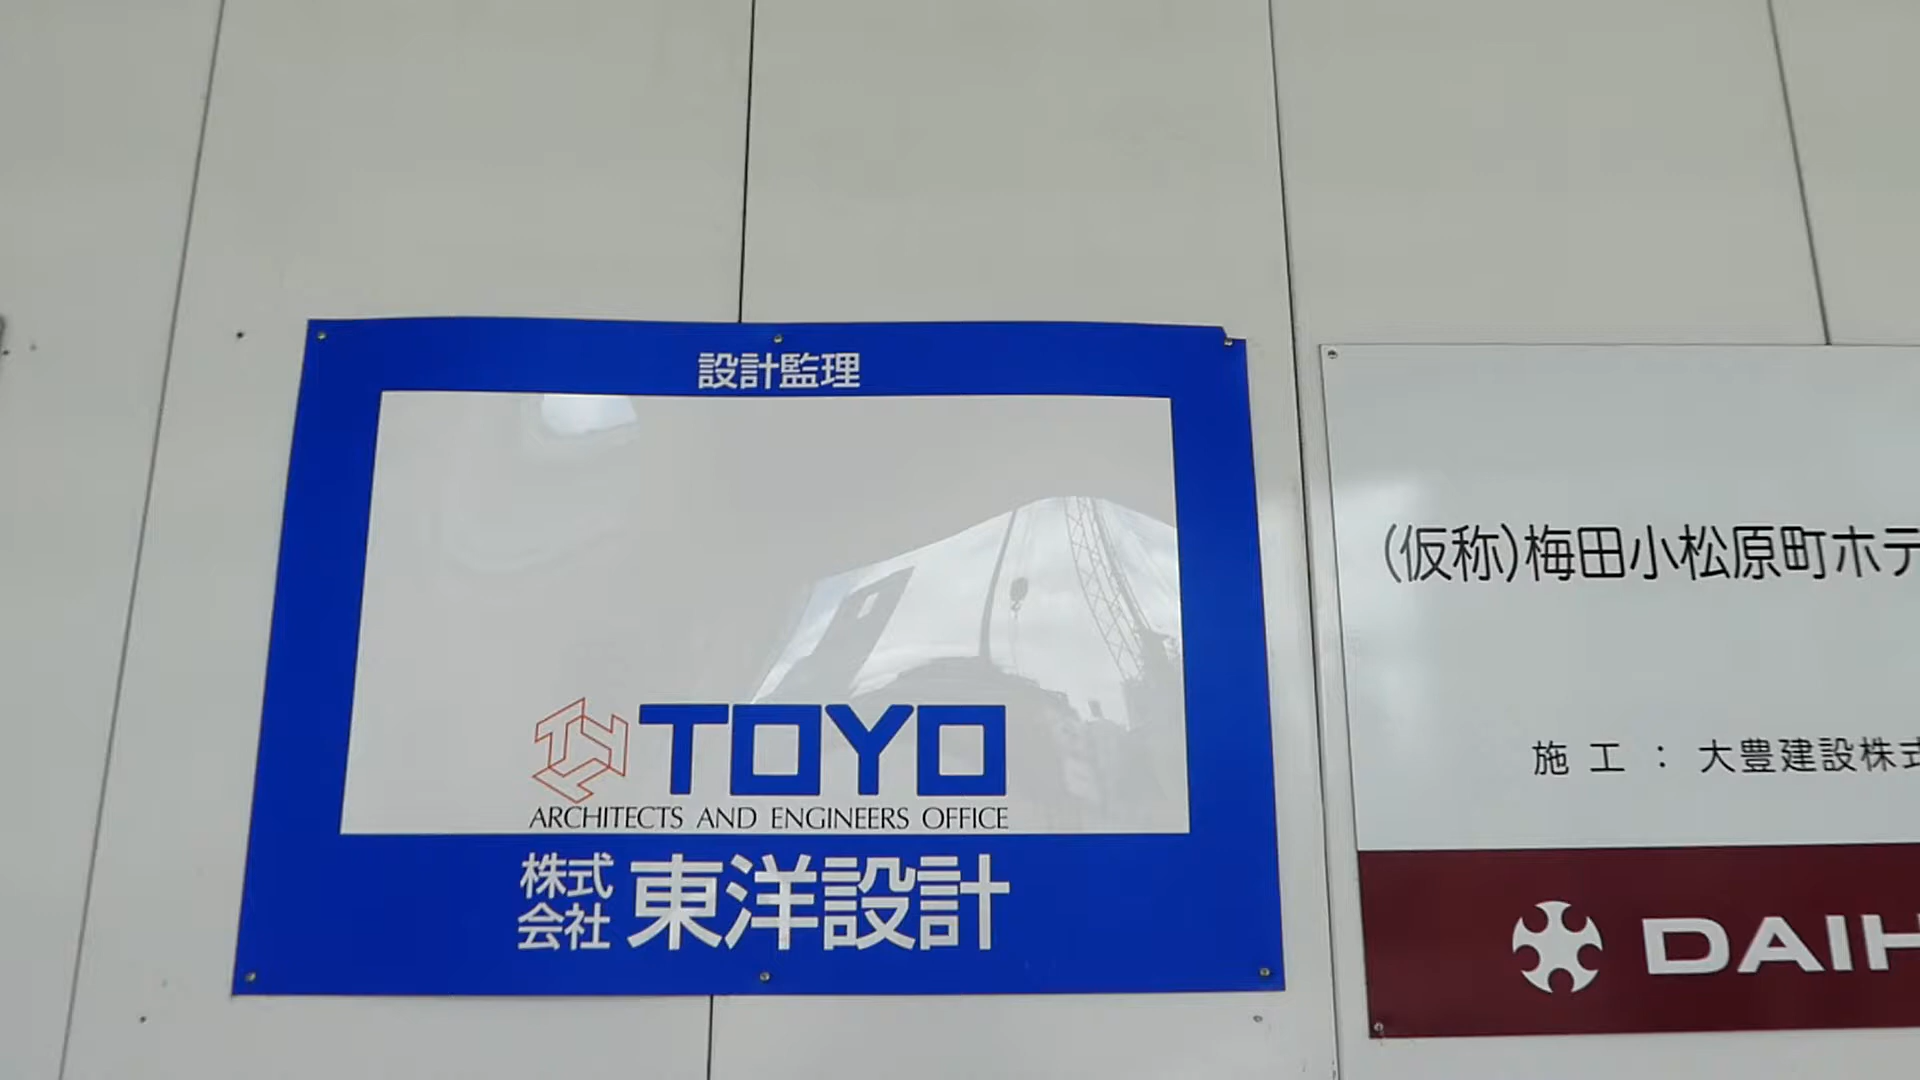 設計監理
TOYO
ARCHITECTS AND ENGINEERS OFFICE
株式会社 東洋設計
(仮称)梅田小松原町ホテ
施工：大豊建設株式
DAIH